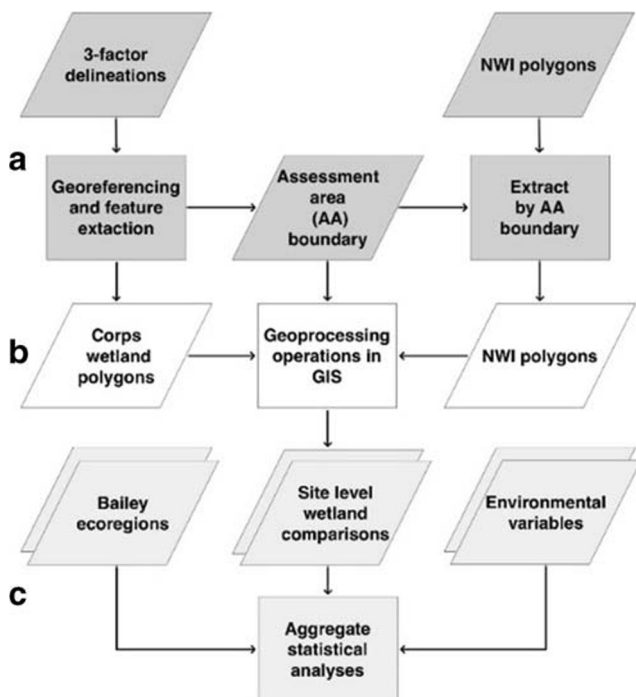 3-factor
delineations
NWI polygons
a
Georeferencing
and feature
extaction
Assessment
area
(AA)
boundary
Extract
by AA
boundary
b
Corps
wetland
polygons
Geoprocessing
operations in
GIS
NWI polygons
Bailey
ecoregions
Site level
wetland
comparisons
Environmental
variables
c
Aggregate
statistical
analyses